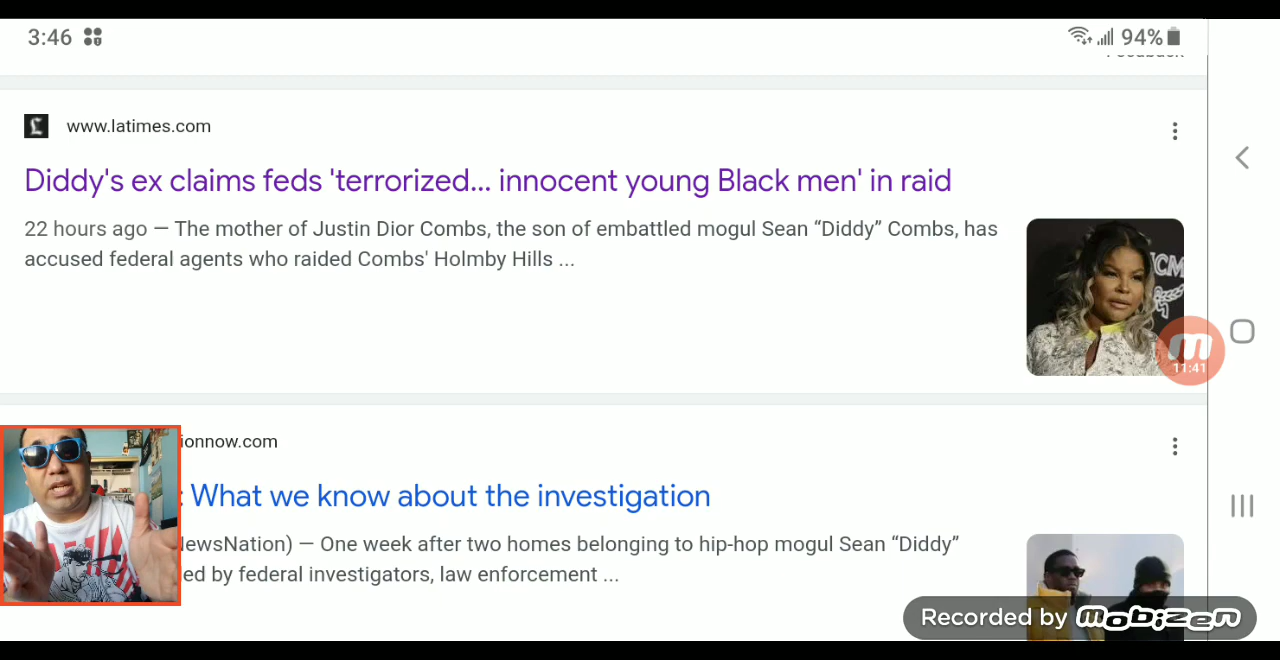 3:46 94%
www.latimes.com
Diddy's ex claims feds 'terrorized... innocent young Black men' in raid
22 hours ago — The mother of Justin Dior Combs, the son of embattled mogul Sean “Diddy” Combs, has
accused federal agents who raided Combs' Holmby Hills ...
CM
11:41
ionnow.com
: What we know about the investigation
NewsNation) — One week after two homes belonging to hip-hop mogul Sean “Diddy”
ed by federal investigators, law enforcement ...
Recorded by mobizen